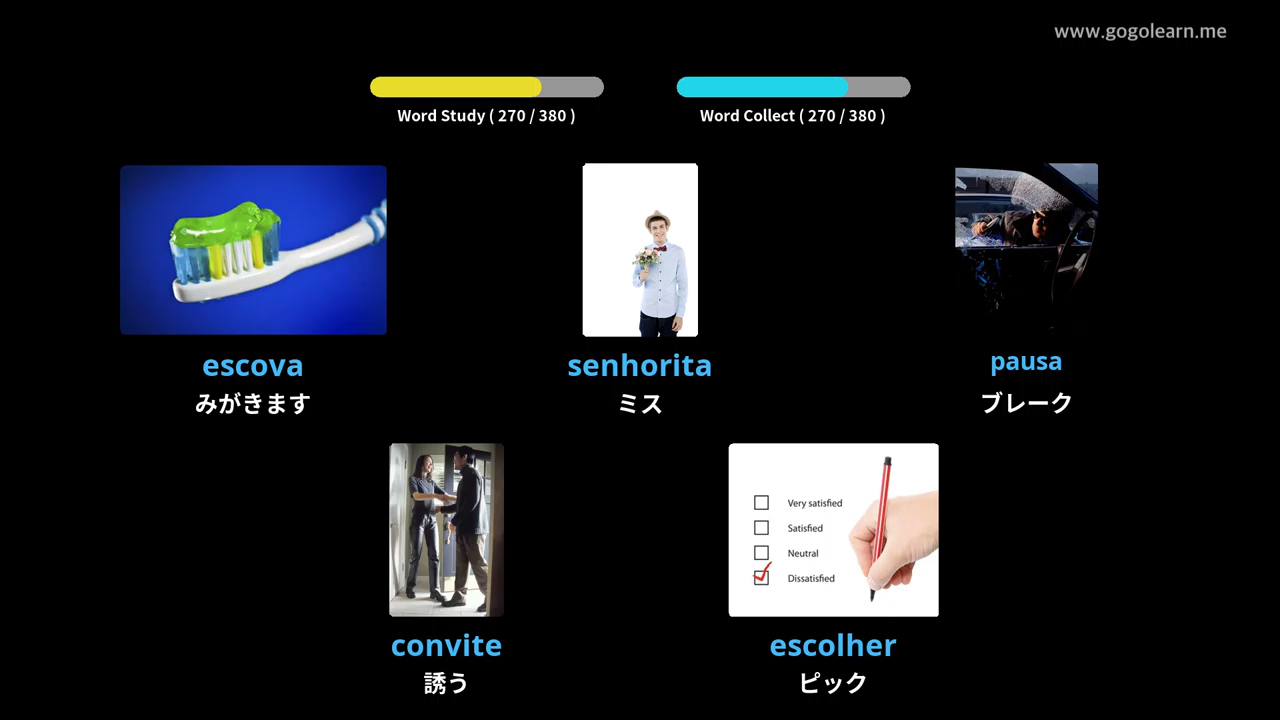 www.gogolearn.me
Word Study ( 270 / 380 )
Word Collect ( 270 / 380 )
escova
みがきます
senhorita
ミス
pausa
ブレーク
Very satisfied
Satisfied
Neutral
Dissatisfied
convite
誘う
escolher
ピック